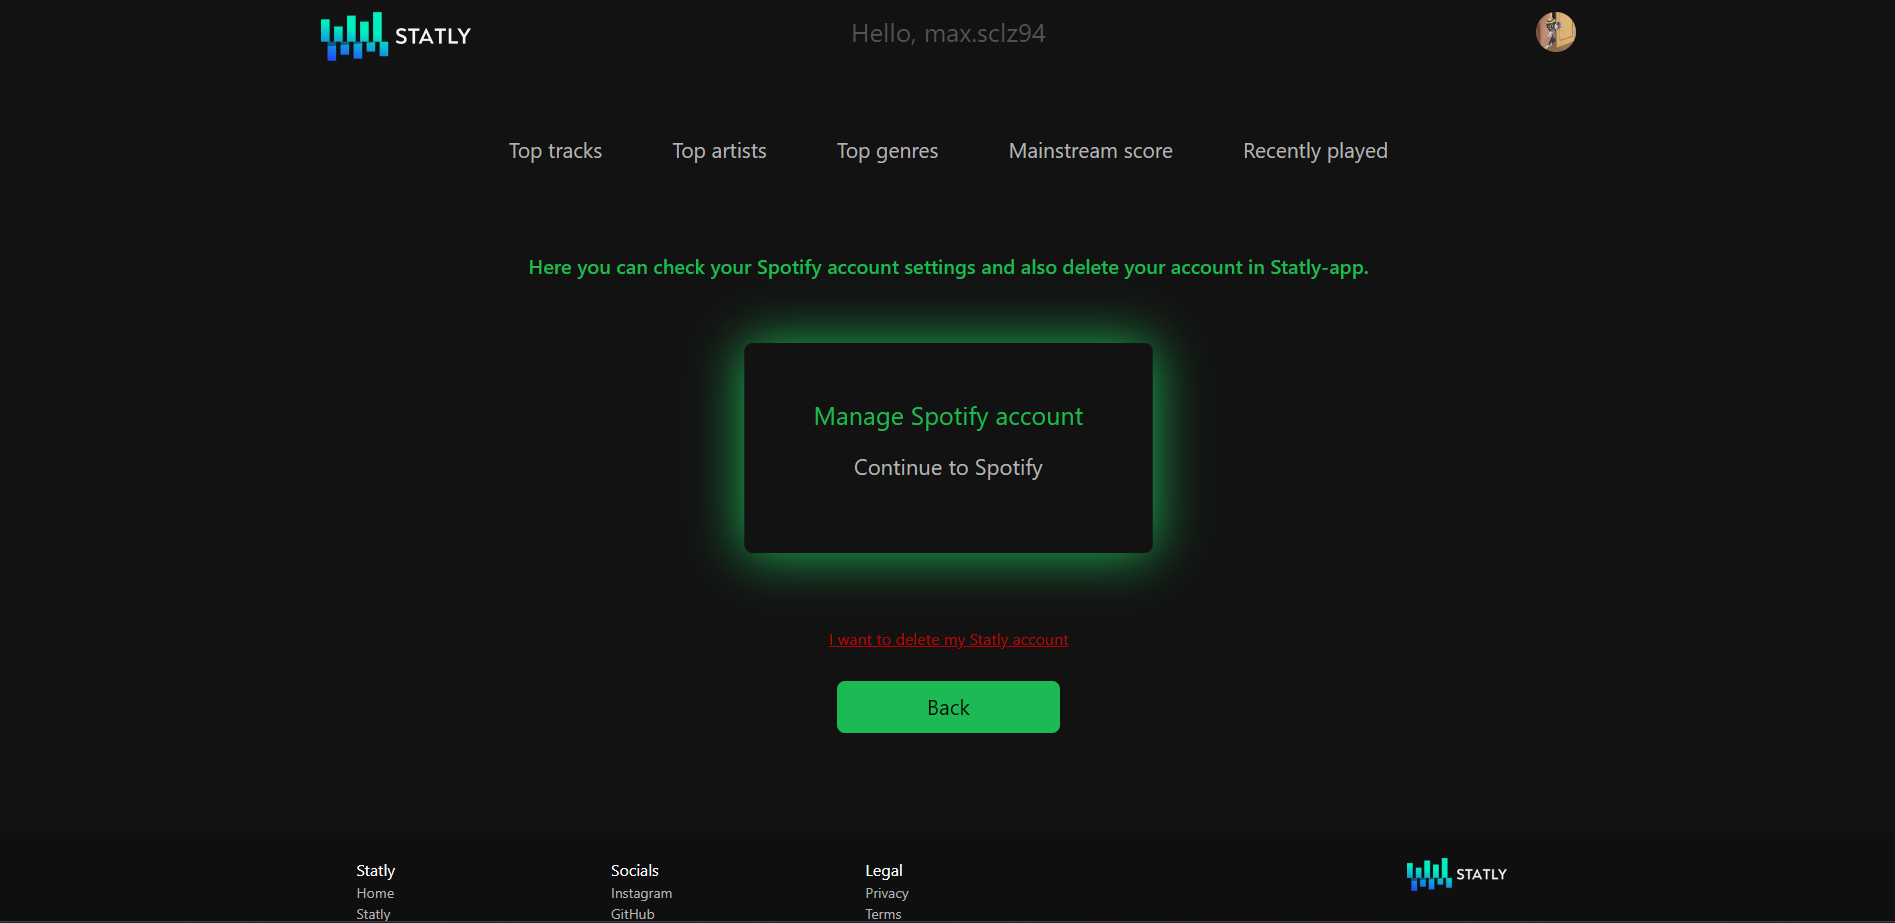 STATLY
Hello, max.sclz94
Top tracks
Top artists
Top genres
Mainstream score
Recently played
Here you can check your Spotify account settings and also delete your account in Statly-app.
Manage Spotify account
Continue to Spotify
I want to delete my Statly account
Back
Statly
Home
Statly
Socials
Instagram
GitHub
Legal
Privacy
Terms
STATLY